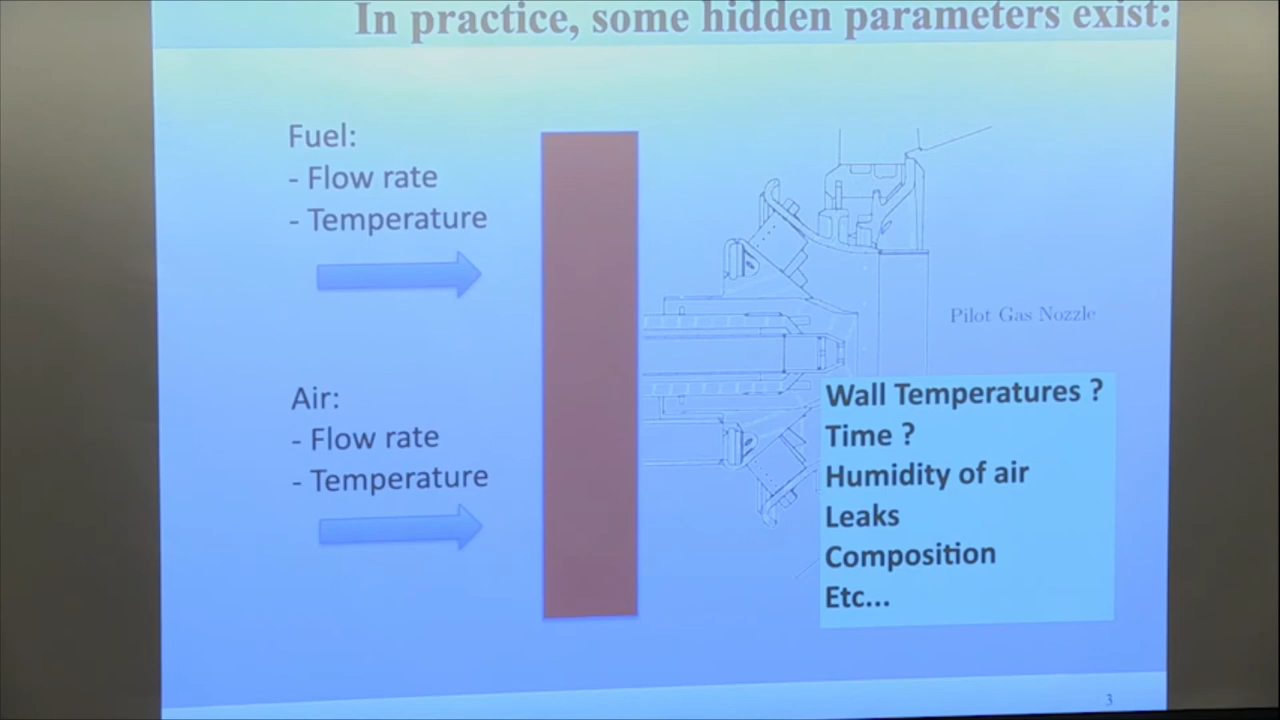 In practice, some hidden parameters exist:
Fuel:
- Flow rate
- Temperature
Air:
- Flow rate
- Temperature
Pilot Gas Nozzle
Wall Temperatures ?
Time ?
Humidity of air
Leaks
Composition
Etc...
3